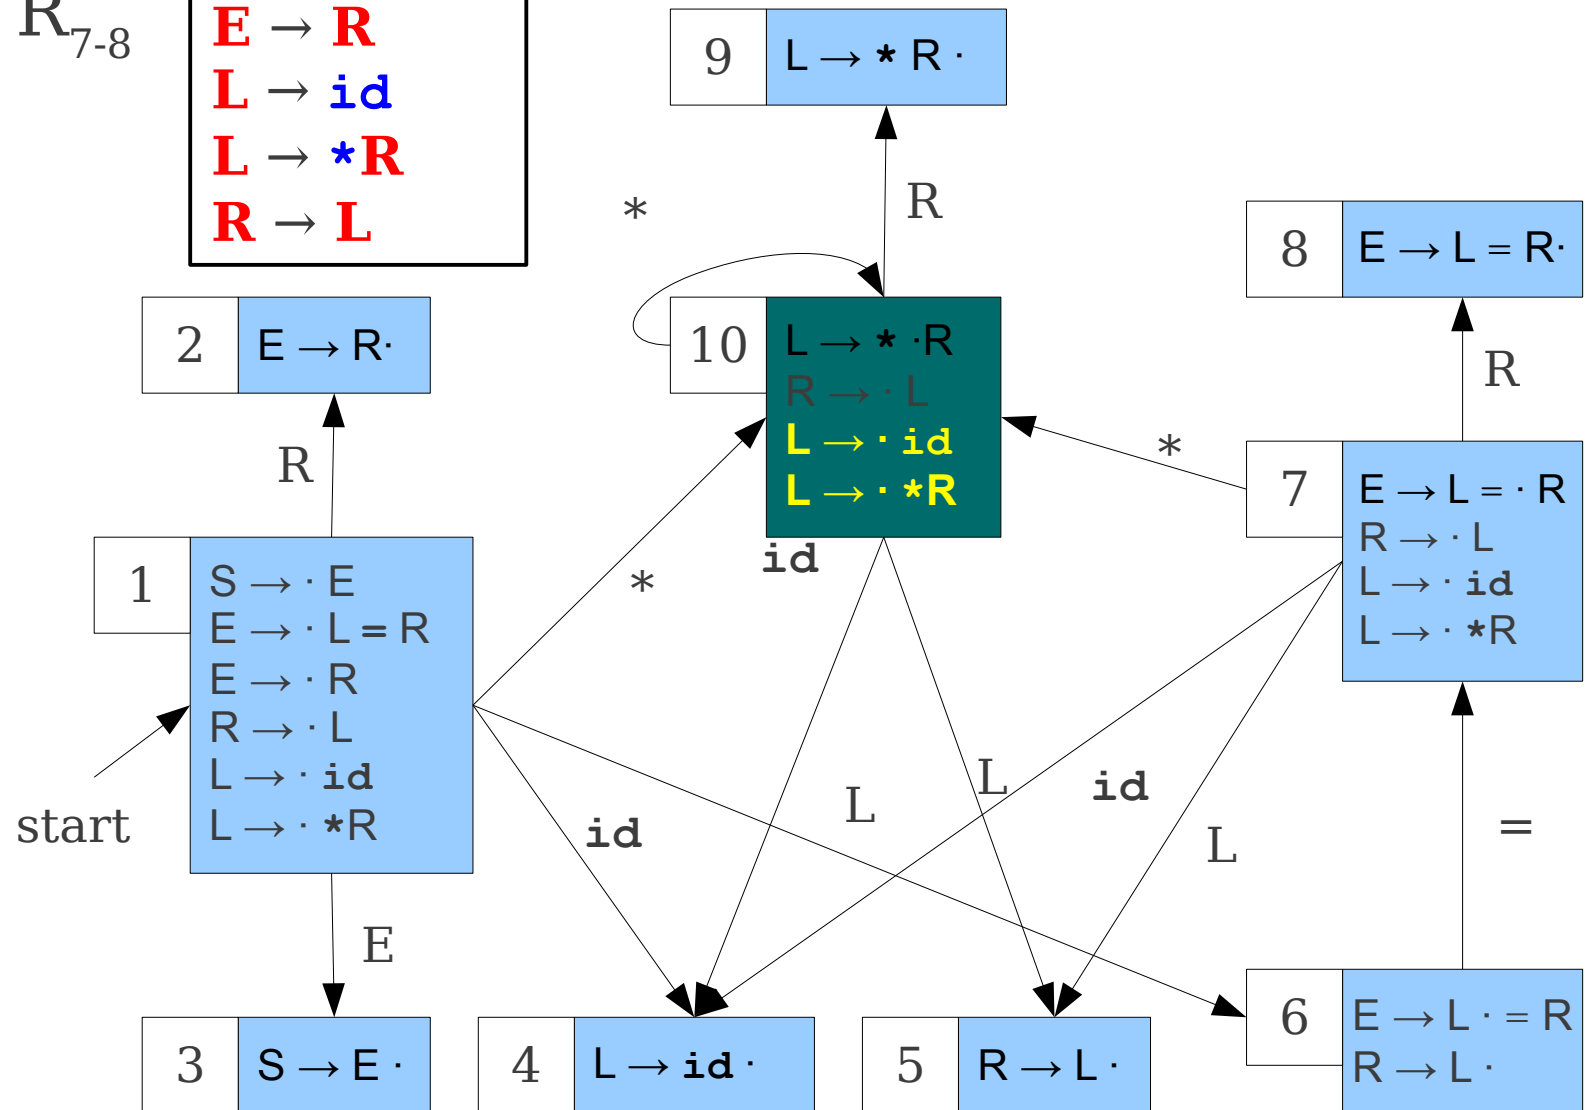 R7-8
E → R
L → id
L → *R
R → L
9
L → * R ·
*
R
8
E → L = R·
2
E → R·
10
L → * ·R
R → · L
L → · id
L → · *R
R
R
*
7
E → L = · R
R → · L
L → · id
L → · *R
1
S → · E
E → · L = R
E → · R
R → · L
L → · id
L → · *R
id
*
start
id
L
L
id
L
=
E
3
S → E ·
4
L → id ·
5
R → L ·
6
E → L · = R
R → L ·